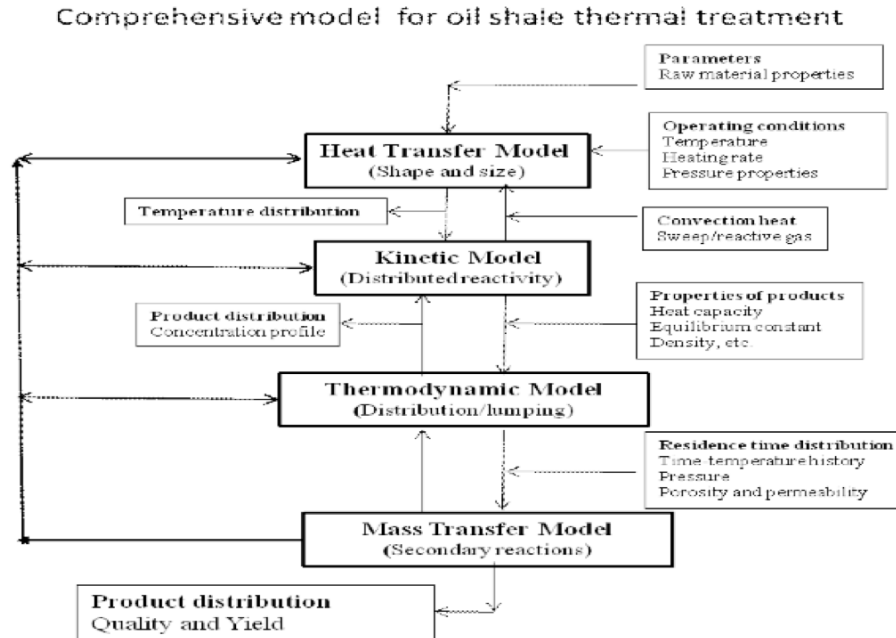 Comprehensive model for oil shale thermal treatment
Parameters
Raw material properties
Operating conditions
Temperature
Heating rate
Pressure properties
Heat Transfer Model
(Shape and size)
Temperature distribution
Convection heat
Sweep/reactive gas
Kinetic Model
(Distributed reactivity)
Product distribution
Concentration profile
Properties of products
Heat capacity
Equilibrium constant
Density, etc.
Thermodynamic Model
(Distribution/lumping)
Residence time distribution
Time-temperature history
Pressure
Porosity and permeability
Mass Transfer Model
(Secondary reactions)
Product distribution
Quality and Yield